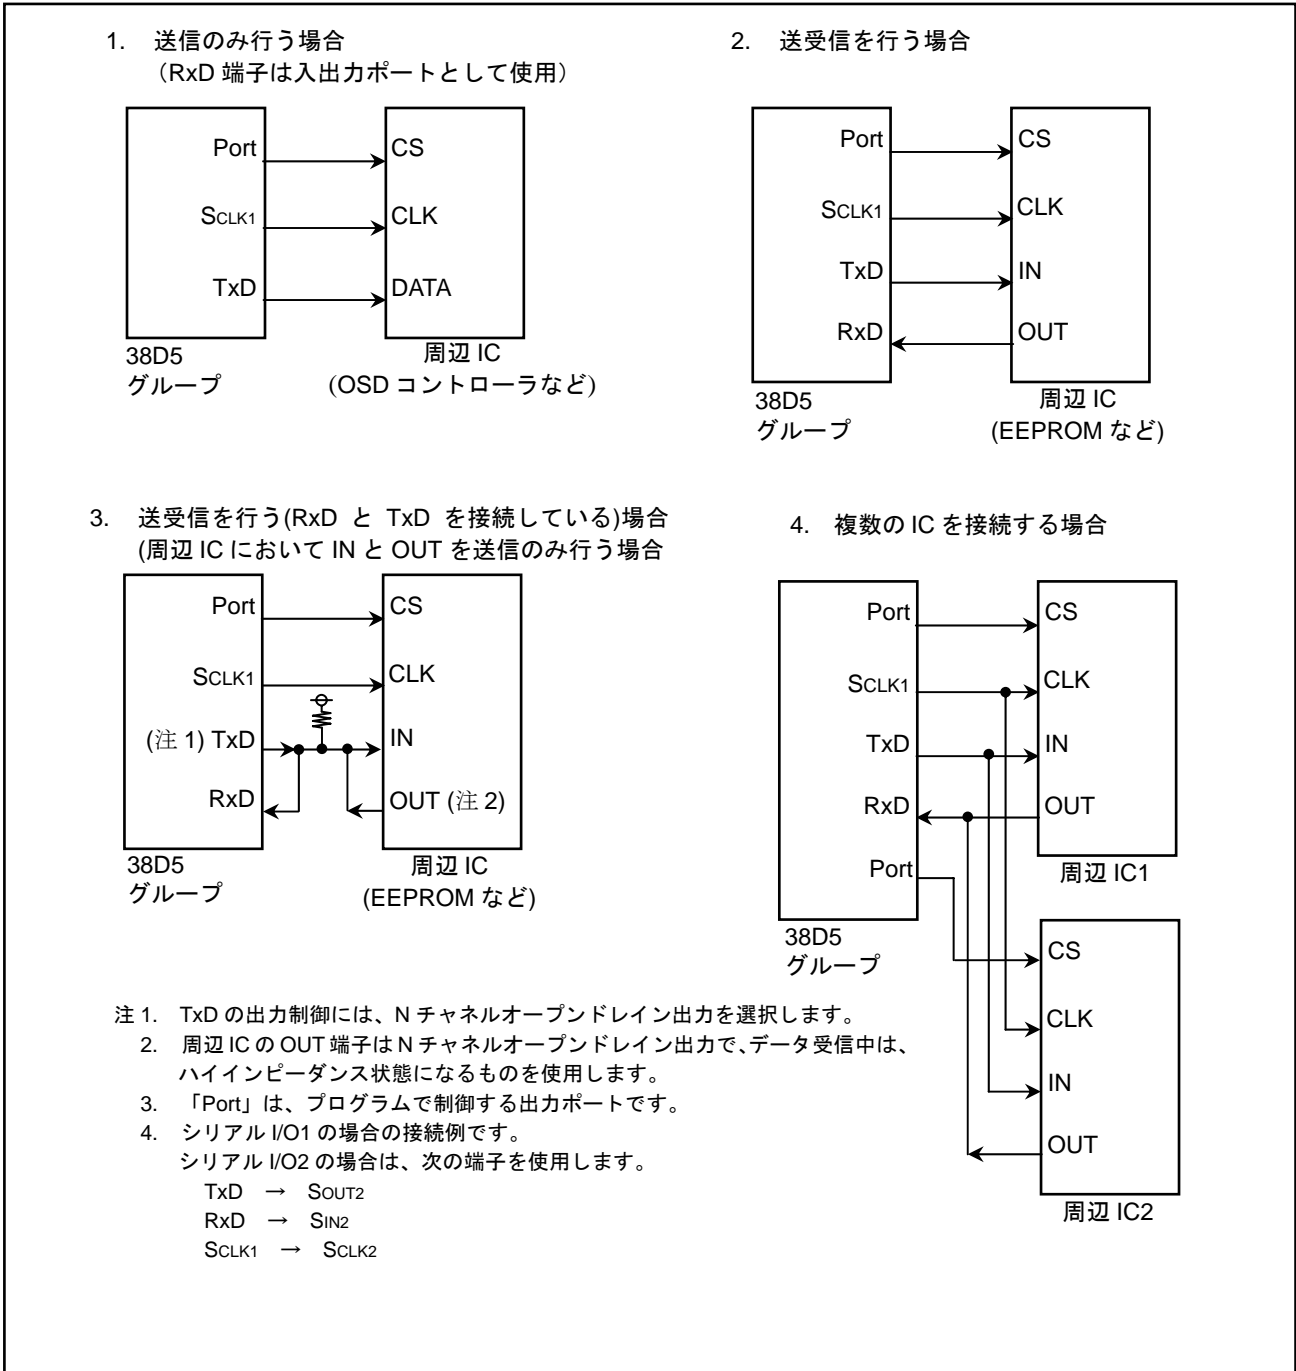 1. 送信のみ行う場合
（RxD 端子は入出力ポートとして使用）
Port
CS
SCLK1
CLK
TxD
DATA
38D5
グループ
周辺 IC
(OSD コントローラなど)
2. 送受信を行う場合
Port
CS
SCLK1
CLK
TxD
IN
RxD
OUT
38D5
グループ
周辺 IC
(EEPROM など)
3. 送受信を行う(RxD と TxD を接続している)場合
(周辺 IC において IN と OUT を送信のみ行う場合
Port
CS
SCLK1
CLK
(注 1) TxD
IN
RxD
OUT (注 2)
38D5
グループ
周辺 IC
(EEPROM など)
4. 複数の IC を接続する場合
Port
CS
SCLK1
CLK
TxD
IN
RxD
OUT
Port
周辺 IC1
38D5
グループ
CS
CLK
IN
OUT
周辺 IC2
注 1. TxD の出力制御には、N チャネルオープンドレイン出力を選択します。
2. 周辺 IC の OUT 端子は N チャネルオープンドレイン出力で、データ受信中は、
ハイインピーダンス状態になるものを使用します。
3. 「Port」は、プログラムで制御する出力ポートです。
4. シリアル I/O1 の場合の接続例です。
シリアル I/O2 の場合は、次の端子を使用します。
TxD → SOUT2
RxD → SIN2
SCLK1 → SCLK2